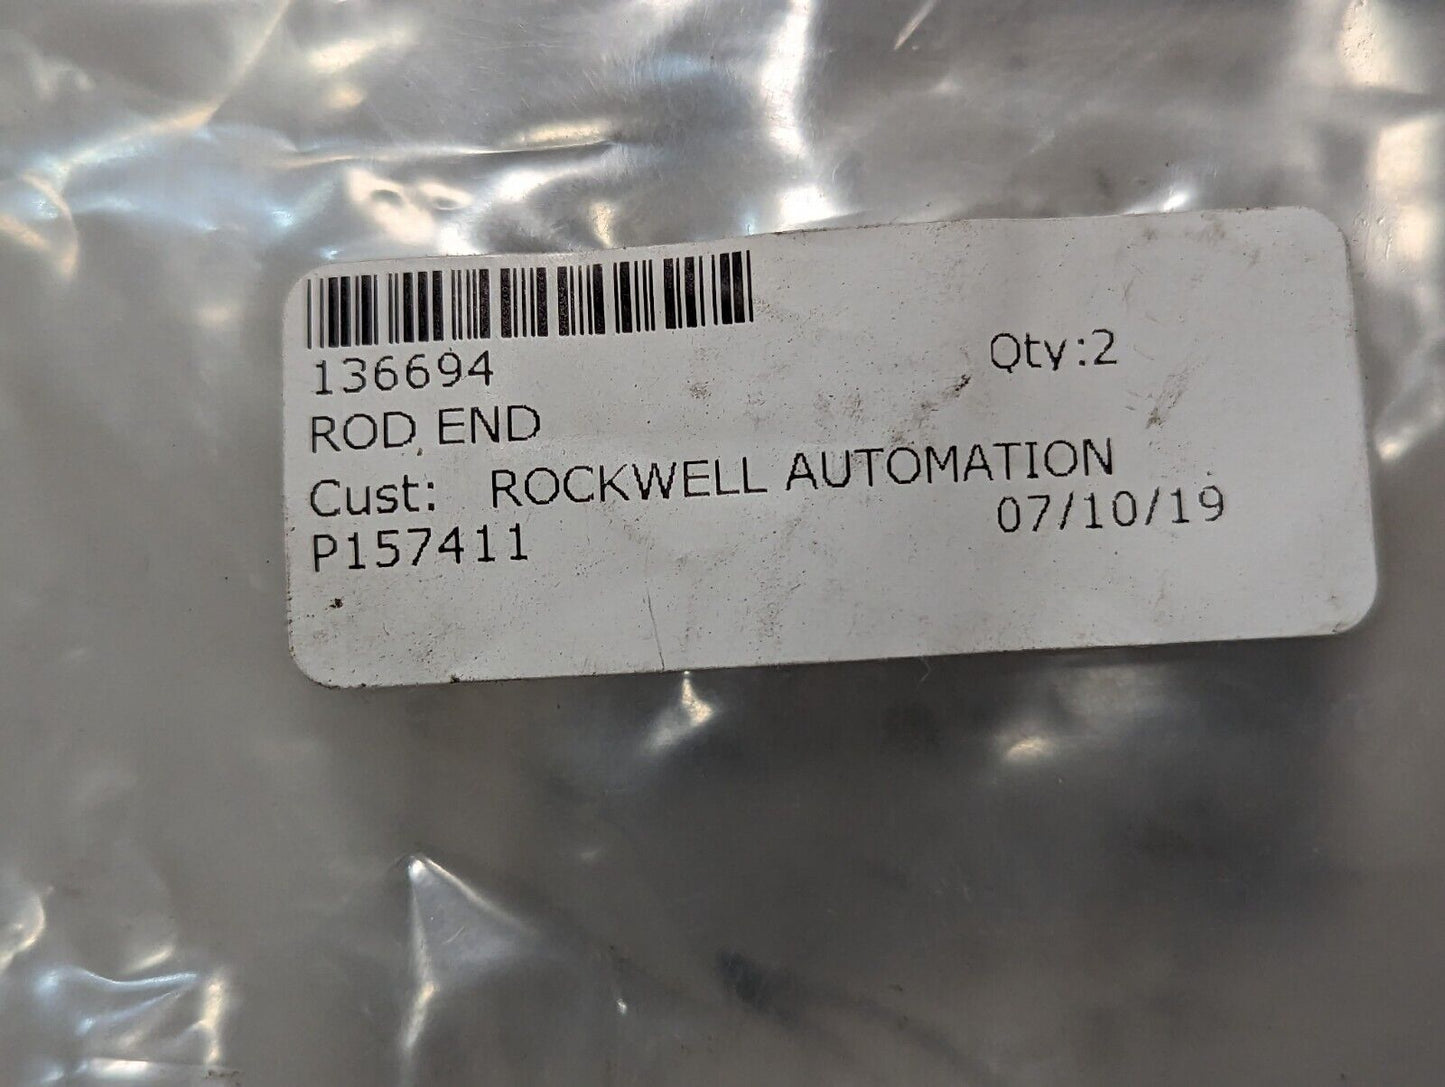 136694
Qty:2
ROD END
Cust: ROCKWELL AUTOMATION
P157411
07/10/19